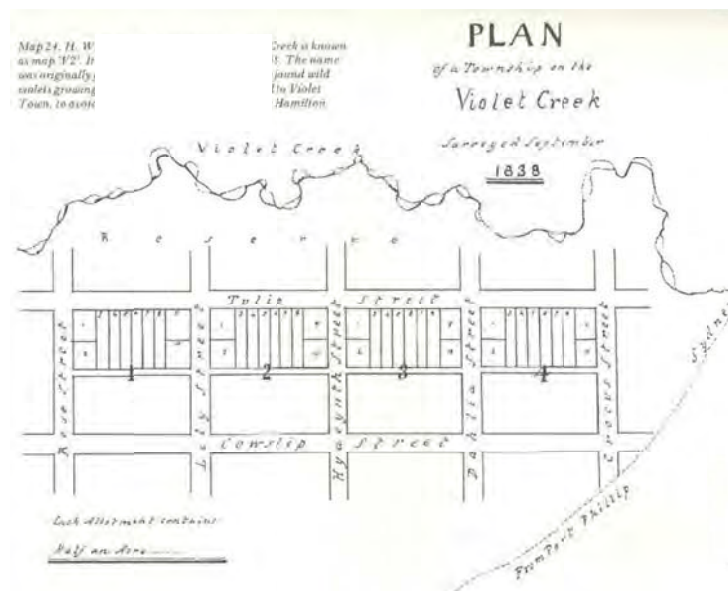 Map 24. H. W
Creek is known
as map 'V2'. It
The name
was originally
found wild
violets growing
to Violet
Town, to avoid
Hamilton
PLAN
of a Township on the
Violet Creek
Surveyed September
1838
Violet Creek
Reserve
Tulip Street
1
2
3
4
Rose Street
Lily Street
Hyacynth Street
Dahlia Street
Crocus Street
Cowslip Street
Sydney
From Port Phillip
Each Allotment contains
Half an Acre